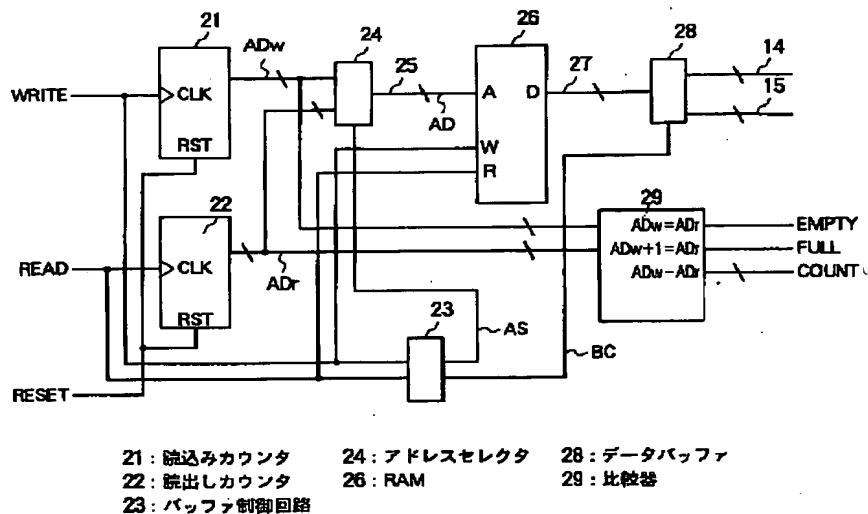 21
ADw
24
26
28
14
WRITE
CLK
25
A
D
27
15
AD
RST
W
R
22
29
ADw=ADr
EMPTY
READ
CLK
ADw+1=ADr
FULL
ADr
ADw−ADr
COUNT
RST
23
AS
BC
RESET
21：読込みカウンタ
24：アドレスセレクタ
28：データバッファ
22：読出しカウンタ
26：RAM
29：比較器
23：バッファ制御回路